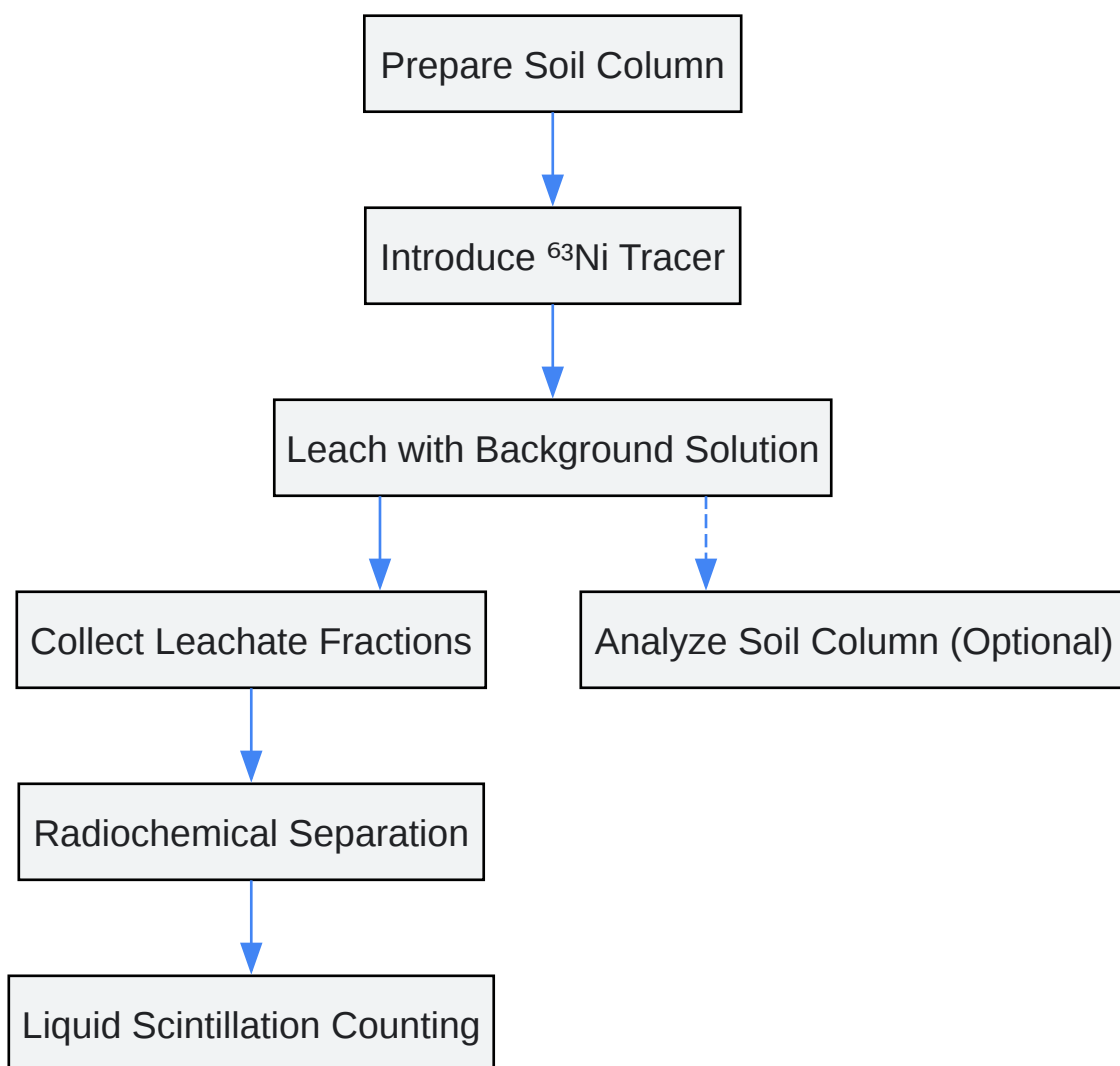 Prepare Soil Column
Introduce ⁶³Ni Tracer
Leach with Background Solution
Collect Leachate Fractions
Analyze Soil Column (Optional)
Radiochemical Separation
Liquid Scintillation Counting